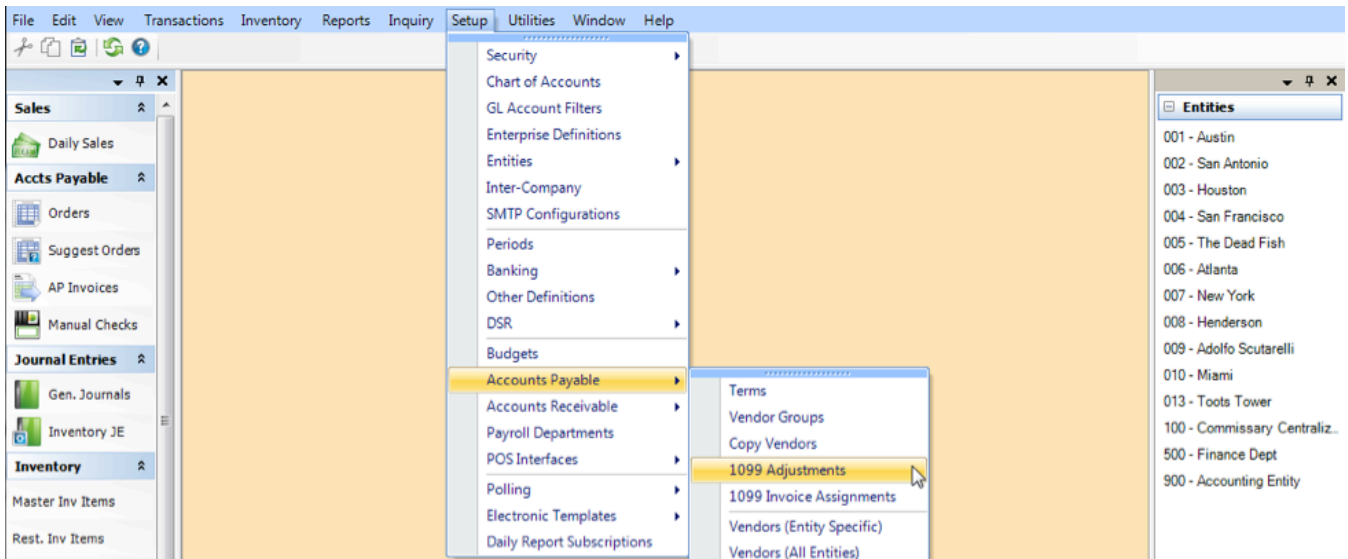 File Edit View Transactions Inventory Reports Inquiry Setup Utilities Window Help
Sales
Daily Sales
Accts Payable
Orders
Suggest Orders
AP Invoices
Manual Checks
Journal Entries
Gen. Journals
Inventory JE
Inventory
Master Inv Items
Rest. Inv Items
Security
Chart of Accounts
GL Account Filters
Enterprise Definitions
Entities
Inter-Company
SMTP Configurations
Periods
Banking
Other Definitions
DSR
Budgets
Accounts Payable
Accounts Receivable
Payroll Departments
POS Interfaces
Polling
Electronic Templates
Daily Report Subscriptions
Terms
Vendor Groups
Copy Vendors
1099 Adjustments
1099 Invoice Assignments
Vendors (Entity Specific)
Vendors (All Entities)
Entities
001 - Austin
002 - San Antonio
003 - Houston
004 - San Francisco
005 - The Dead Fish
006 - Atlanta
007 - New York
008 - Henderson
009 - Adolfo Scutarelli
010 - Miami
013 - Toots Tower
100 - Commissary Centraliz...
500 - Finance Dept
900 - Accounting Entity